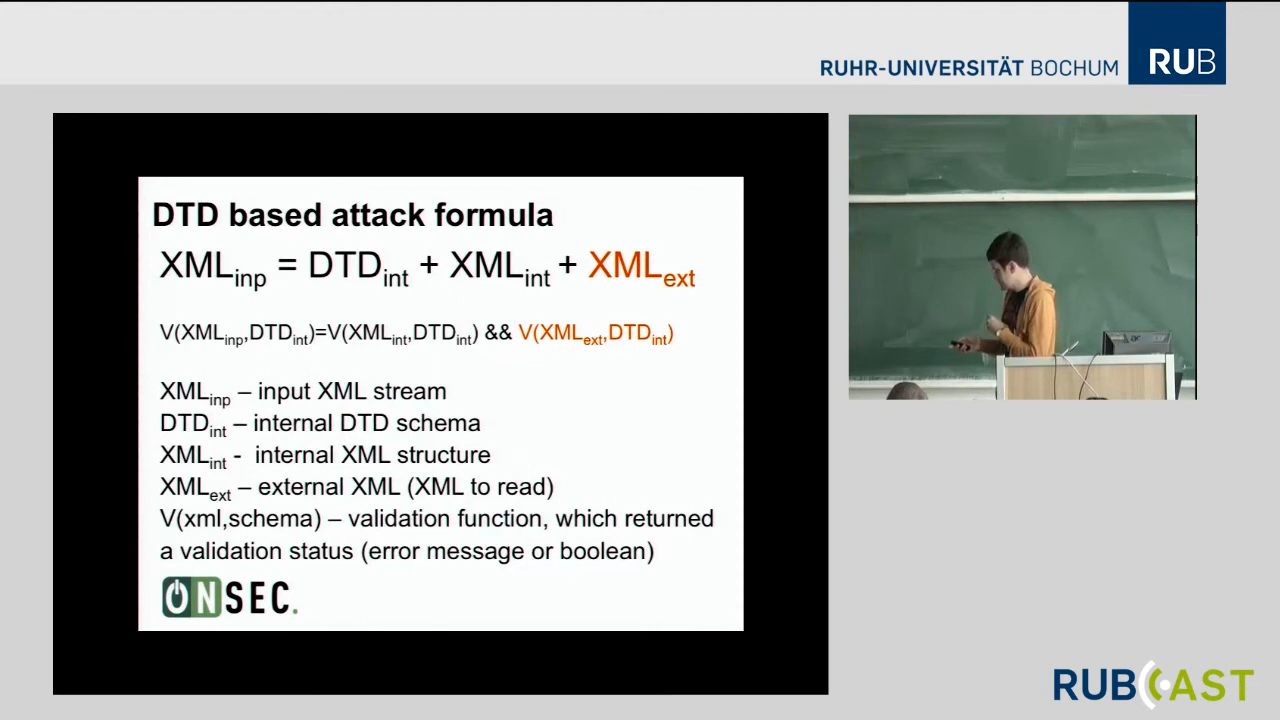 RUHR-UNIVERSITÄT BOCHUM
RUB
DTD based attack formula
XMLinp = DTDint + XMLint + XMLext
V(XMLinp,DTDint)=V(XMLint,DTDint) && V(XMLext,DTDint)
XMLinp – input XML stream
DTDint – internal DTD schema
XMLint - internal XML structure
XMLext – external XML (XML to read)
V(xml,schema) – validation function, which returned
a validation status (error message or boolean)
ONSEC.
RUBCAST